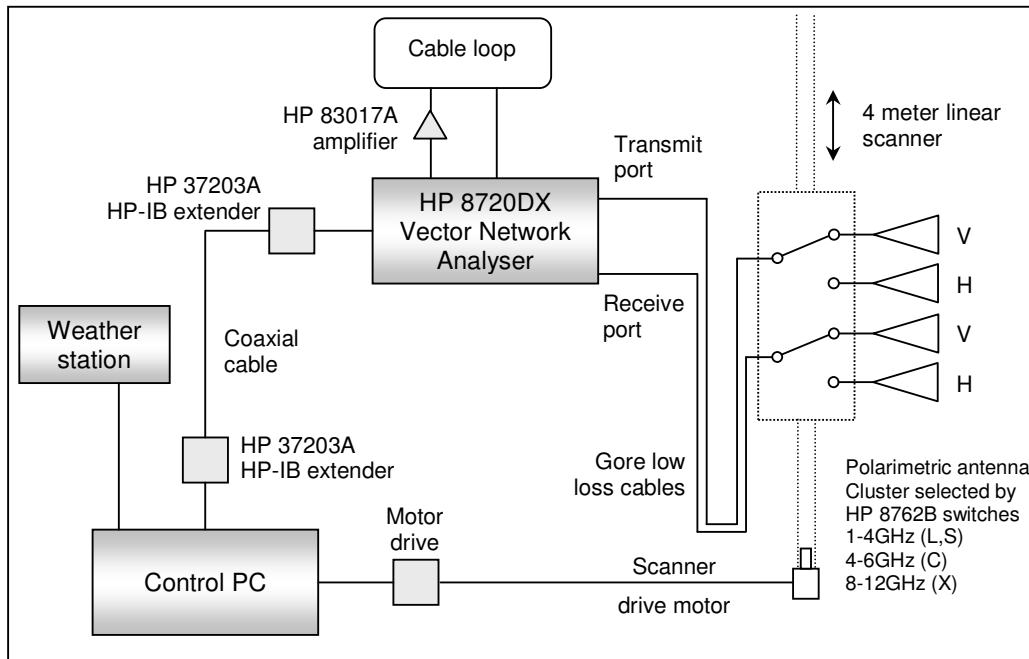 Cable loop
HP 83017A
amplifier
4 meter linear
scanner
Transmit
port
HP 37203A
HP-IB extender
HP 8720DX
Vector Network
Analyser
V
H
V
H
Receive
port
Weather
station
Coaxial
cable
HP 37203A
HP-IB extender
Gore low
loss cables
Polarimetric antenna
Cluster selected by
HP 8762B switches
1-4GHz (L,S)
4-6GHz (C)
8-12GHz (X)
Motor
drive
Control PC
Scanner
drive motor